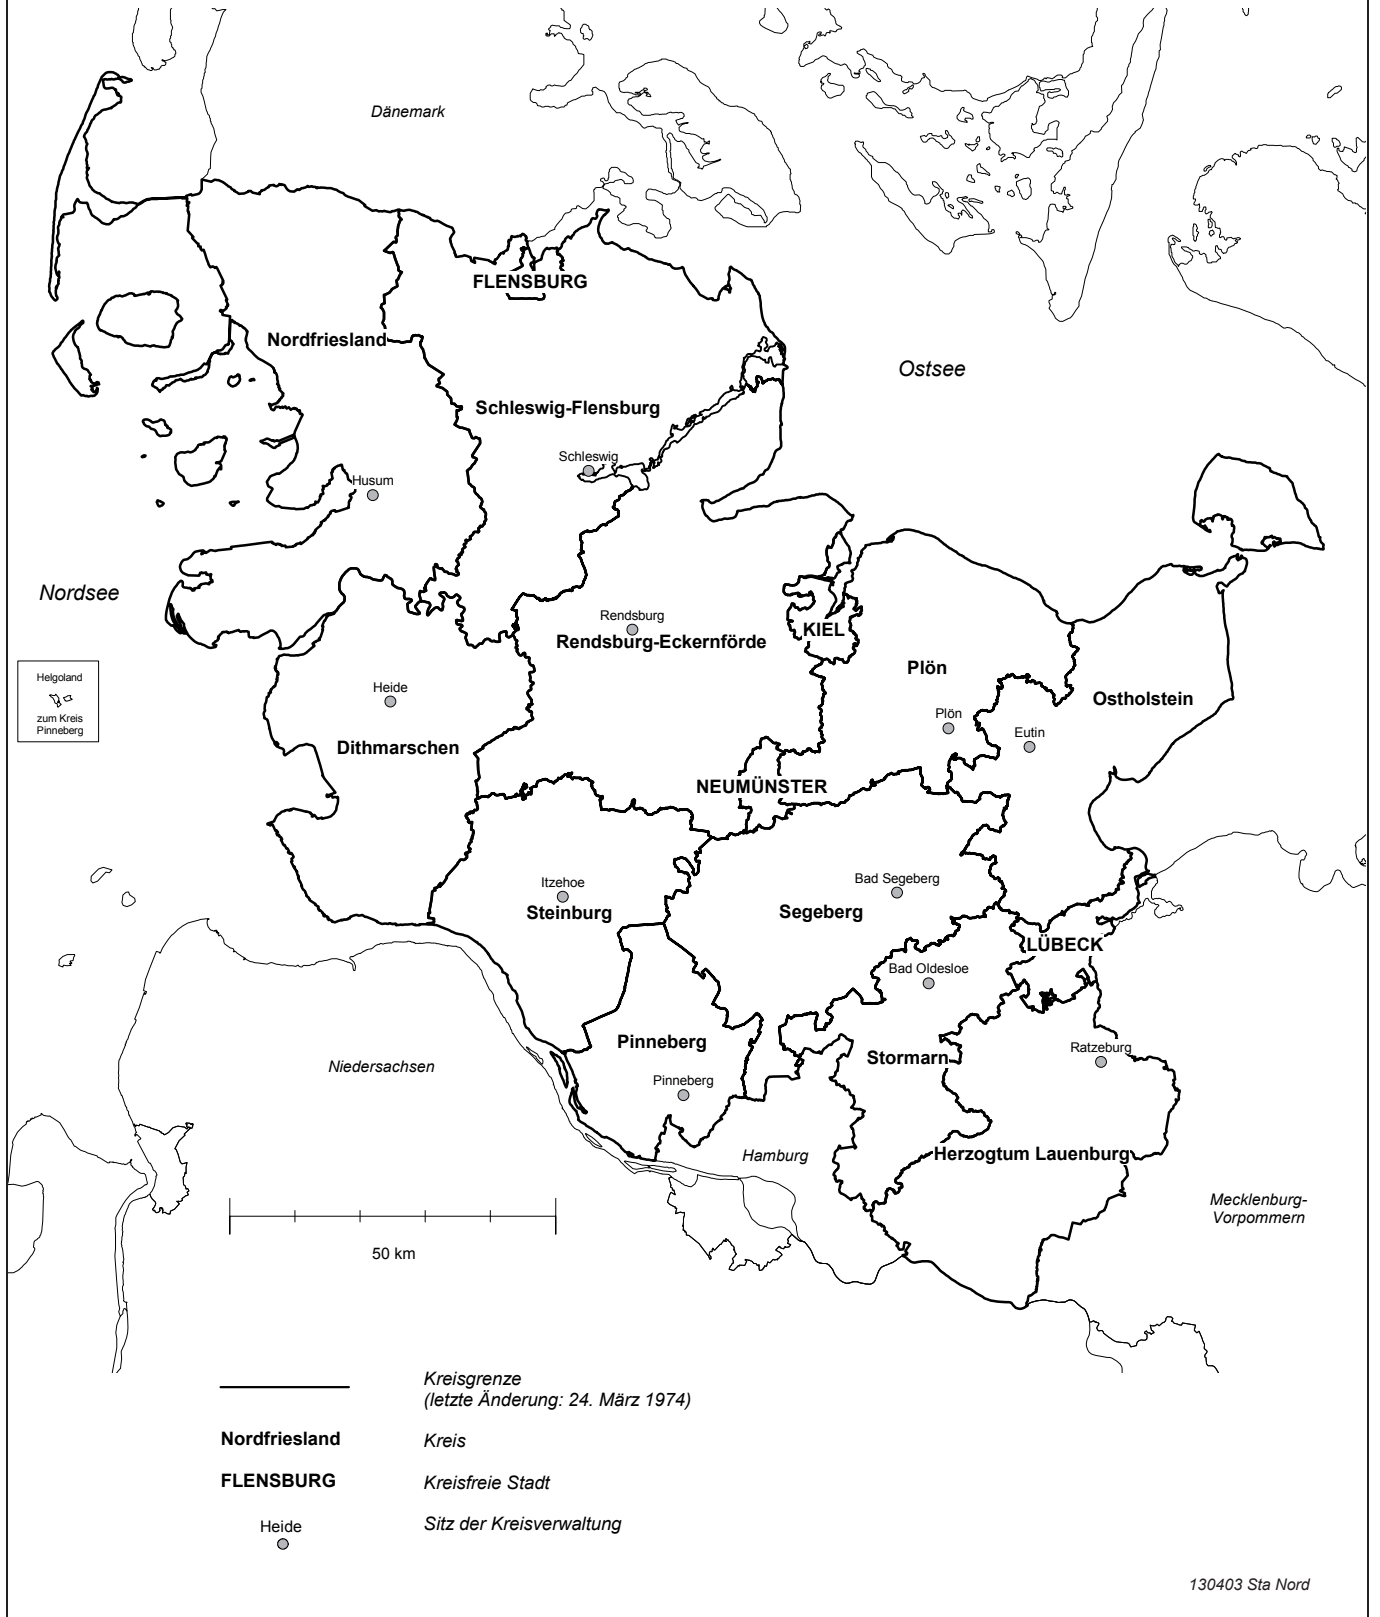 Dänemark
FLENSBURG
Nordfriesland
Ostsee
Schleswig-Flensburg
Schleswig
Husum
Nordsee
Rendsburg
Rendsburg-Eckernförde
KIEL
Plön
Helgoland
zum Kreis
Pinneberg
Heide
Ostholstein
Plön
Eutin
Dithmarschen
NEUMÜNSTER
Itzehoe
Steinburg
Bad Segeberg
Segeberg
LÜBECK
Bad Oldesloe
Pinneberg
Stormarn
Ratzeburg
Niedersachsen
Pinneberg
Hamburg
Herzogtum Lauenburg
Mecklenburg-
Vorpommern
50 km
Kreisgrenze
(letzte Änderung: 24. März 1974)
Nordfriesland Kreis
FLENSBURG Kreisfreie Stadt
Heide Sitz der Kreisverwaltung
130403 Sta Nord